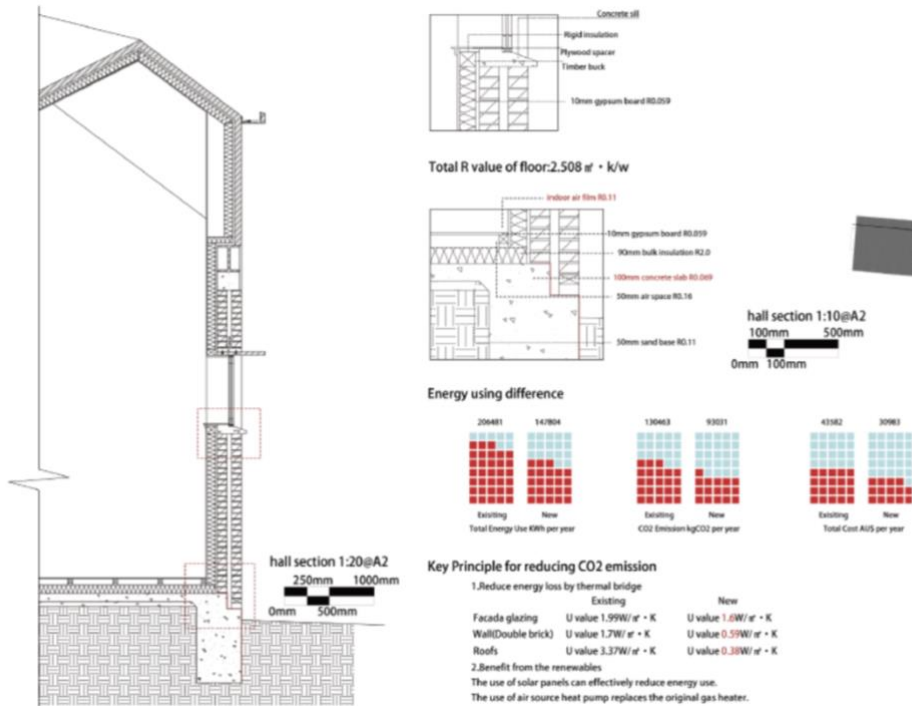 Concrete sill
Rigid insulation
Plywood spacer
Timber buck
10mm gypsum board R0.059
Total R value of floor:2.508 ㎡・k/w
indoor air film R0.11
10mm gypsum board R0.059
90mm bulk insulation R2.0
100mm concrete slab R0.069
50mm air space R0.16
50mm sand base R0.11
hall section 1:10@A2
100mm 500mm
0mm 100mm
Energy using difference
206481 147804 130463 93031 43582 30983
Exisiting New Exisiting New Exisiting New
Total Energy Use KWh per year CO2 Emission kgCO2 per year Total Cost AU$ per year
hall section 1:20@A2
250mm 1000mm
0mm 500mm
Key Principle for reducing CO2 emission
1.Reduce energy loss by thermal bridge
Existing New
Facada glazing U value 1.99W/㎡・K U value 1.6W/㎡・K
Wall(Double brick) U value 1.7W/㎡・K U value 0.59W/㎡・K
Roofs U value 3.37W/㎡・K U value 0.38W/㎡・K
2.Benefit from the renewables
The use of solar panels can effectively reduce energy use.
The use of air source heat pump replaces the original gas heater.